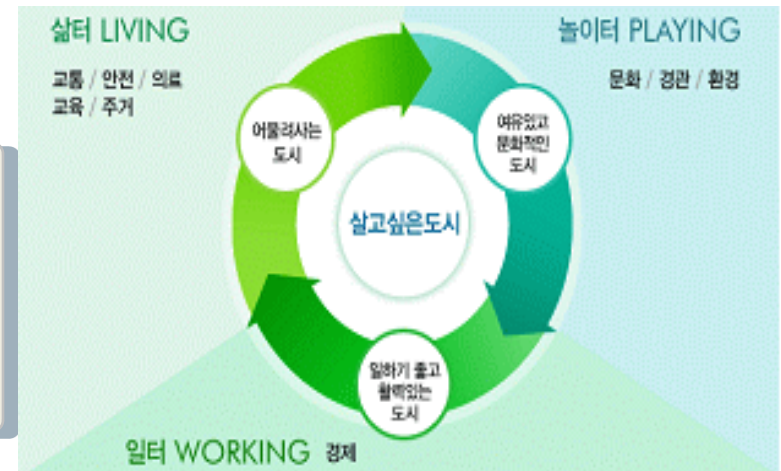 삶터 LIVING
교통 / 안전 / 의료
교육 / 주거
놀이터 PLAYING
문화 / 경관 / 환경
어물려사는
도시
여유있고
문화적인
도시
살고싶은도시
일하기 좋고
활력있는
도시
일터 WORKING 경제